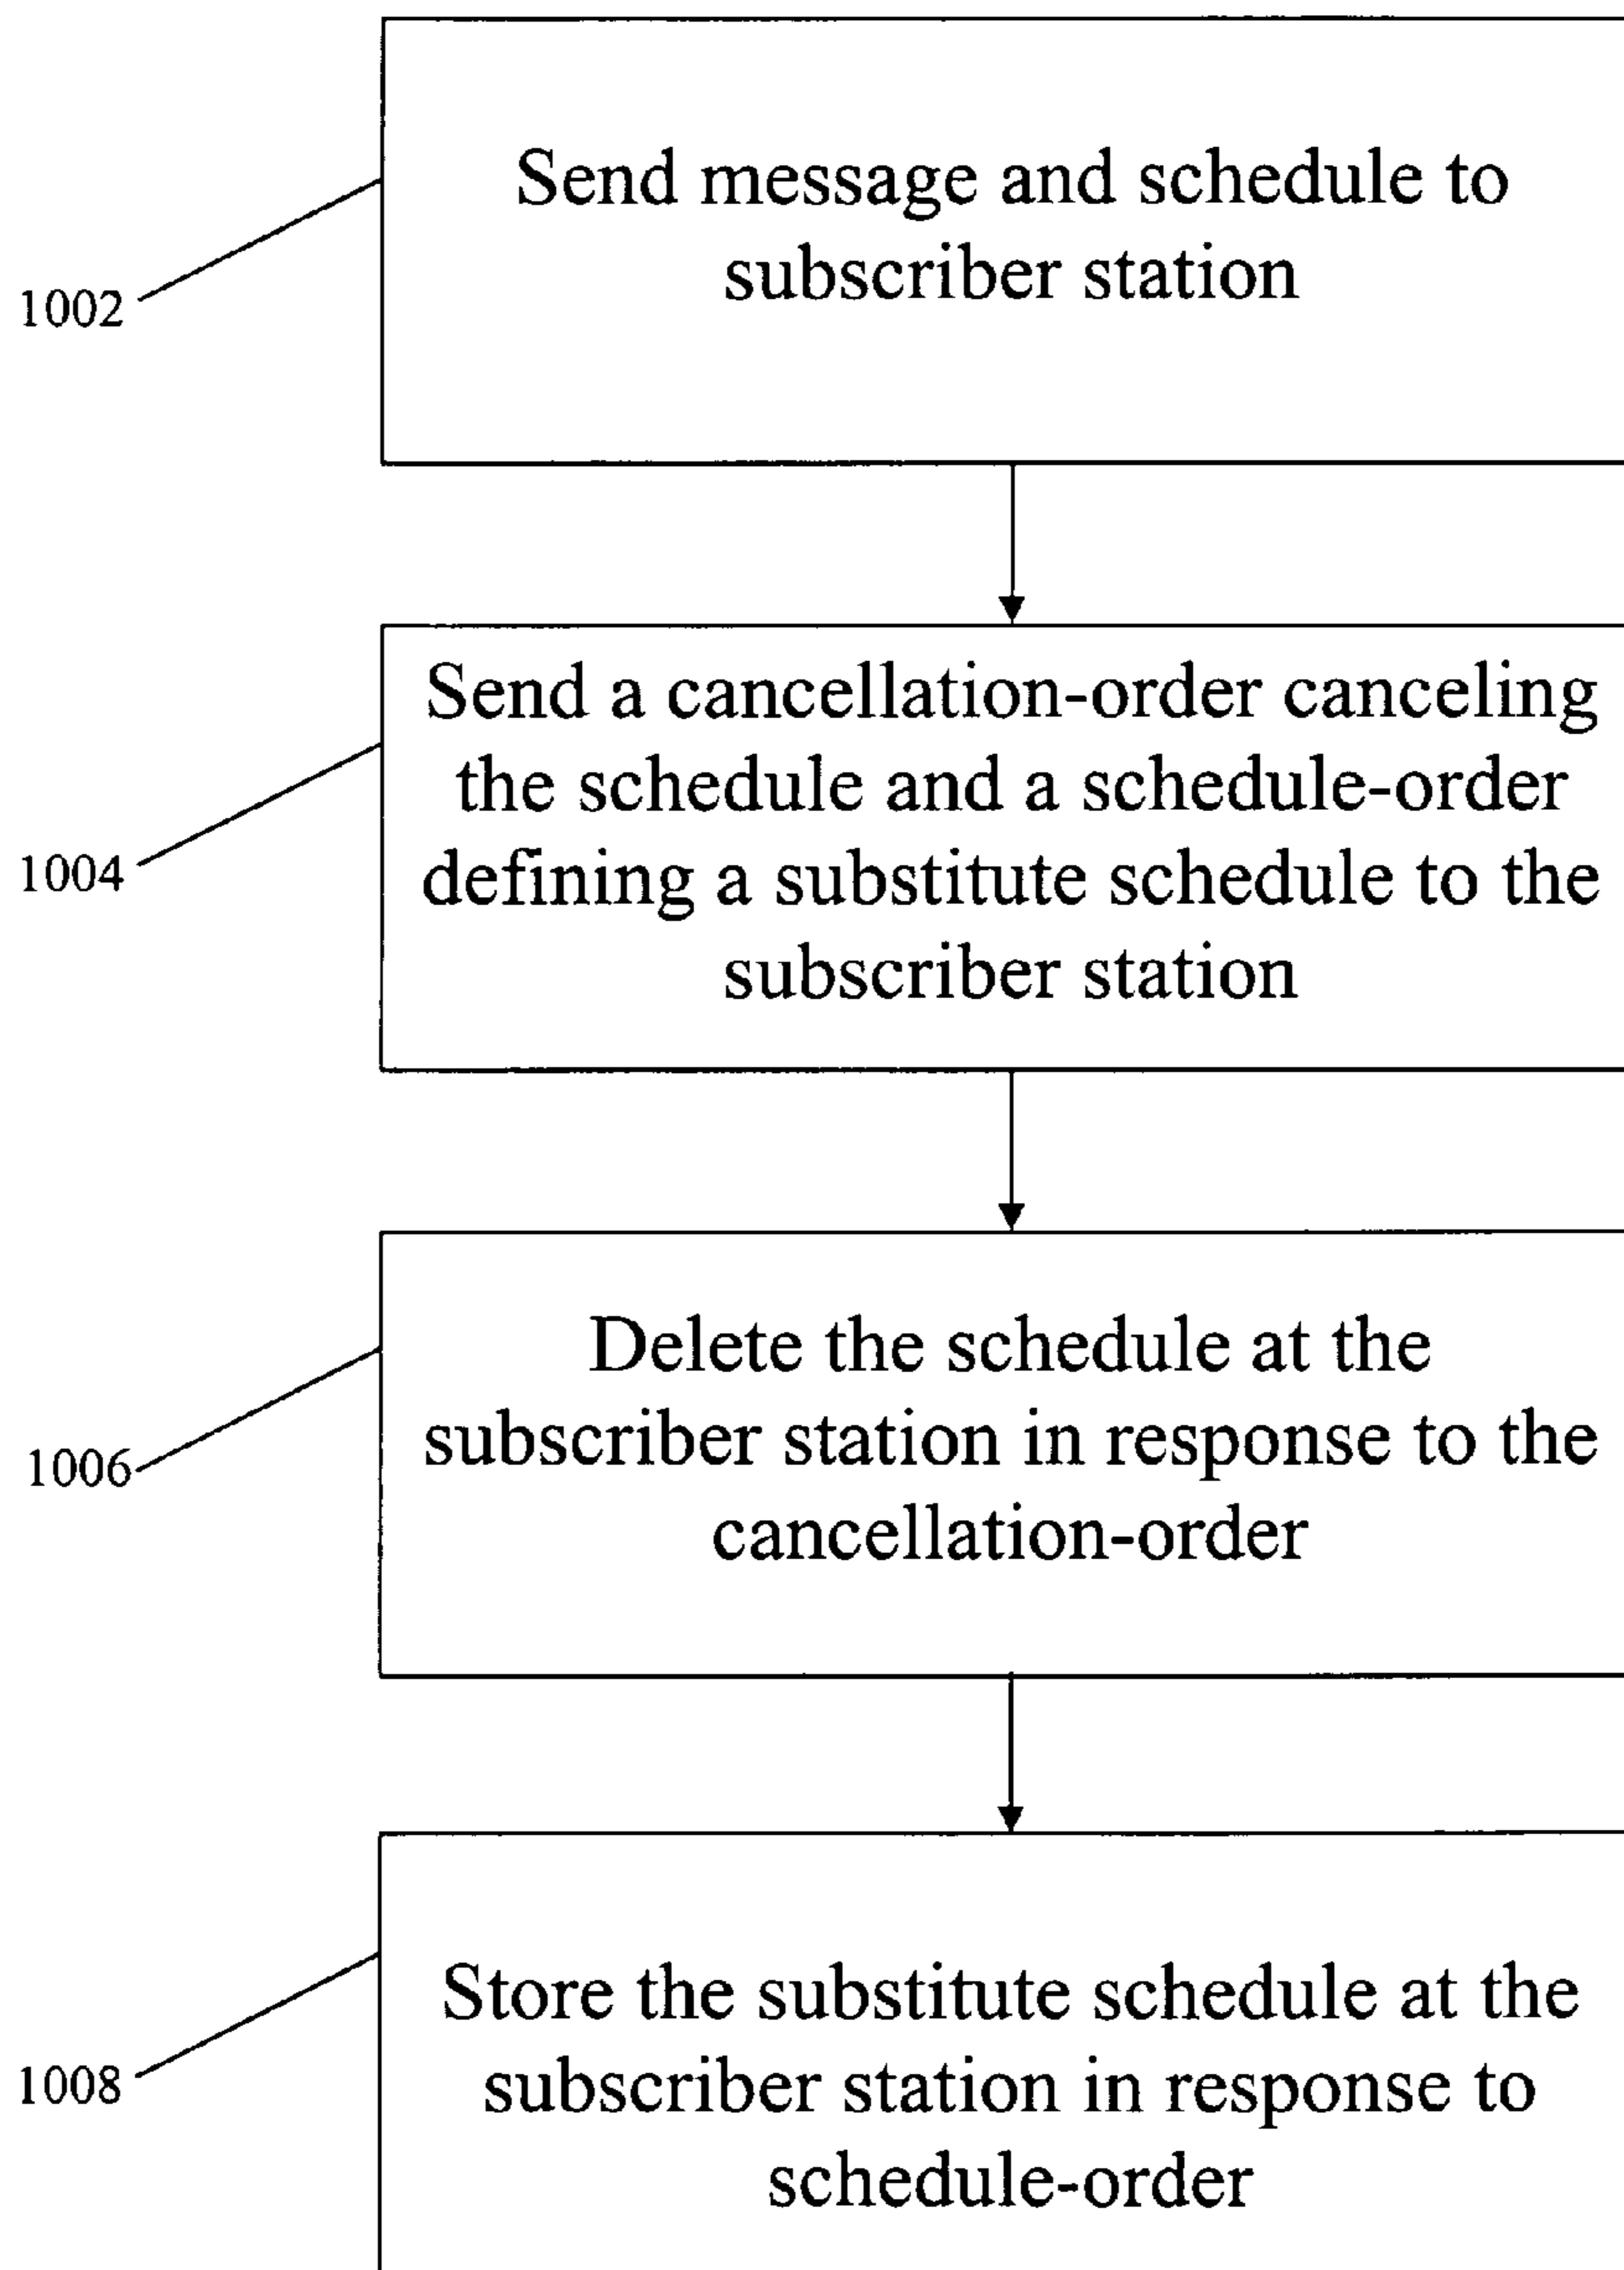 Send message and schedule to
subscriber station
1002
Send a cancellation-order canceling
the schedule and a schedule-order
defining a substitute schedule to the
subscriber station
1004
Delete the schedule at the
subscriber station in response to the
cancellation-order
1006
Store the substitute schedule at the
subscriber station in response to
schedule-order
1008